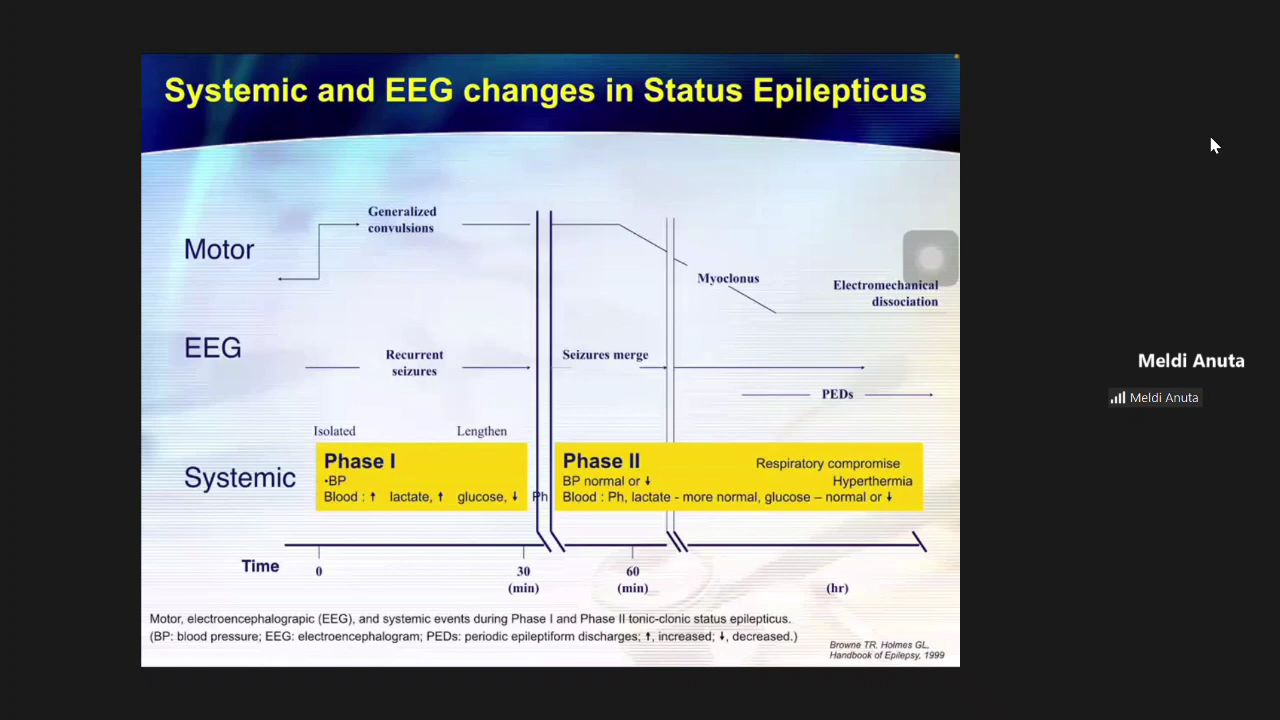 Systemic and EEG changes in Status Epilepticus
Motor
Generalized
convulsions
Myoclonus
Electromechanical
dissociation
EEG
Recurrent
seizures
Seizures merge
PEDs
Isolated
Lengthen
Systemic
Phase I
•BP
Blood : ↑ lactate, ↑ glucose, ↓ Ph
Phase II
Respiratory compromise
BP normal or ↓
Hyperthermia
Blood : Ph, lactate - more normal, glucose – normal or ↓
Time
0
30
(min)
60
(min)
(hr)
Motor, electroencephalograpic (EEG), and systemic events during Phase I and Phase II tonic-clonic status epilepticus.
(BP: blood pressure; EEG: electroencephalogram; PEDs: periodic epileptiform discharges; ↑, increased; ↓, decreased.)
Browne TR. Holmes GL,
Handbook of Epilepsy, 1999
Meldi Anuta
Meldi Anuta